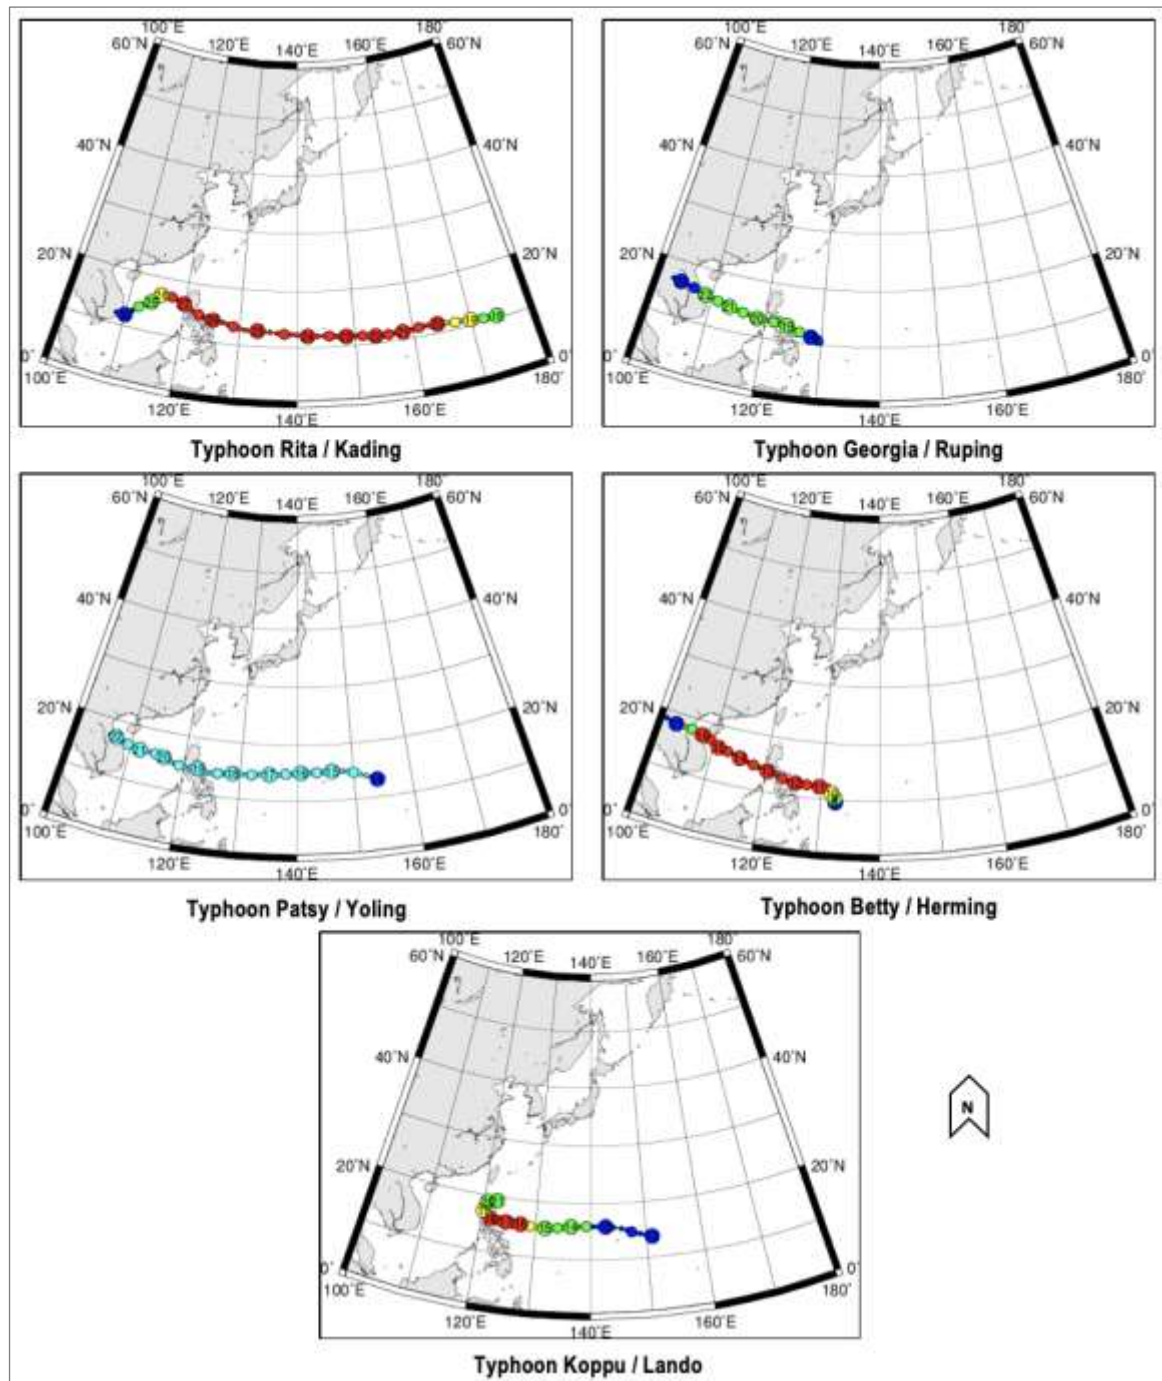 100˚E 180˚
60˚N 120˚E 140˚E 160˚E 60˚N
40˚N 40˚N
20˚N 20˚N
0˚ 0˚
100˚E 180˚
120˚E 160˚E
140˚E
Typhoon Rita / Kading
100˚E 180˚
60˚N 120˚E 140˚E 160˚E 60˚N
40˚N 40˚N
20˚N 20˚N
0˚ 0˚
100˚E 180˚
120˚E 160˚E
140˚E
Typhoon Georgia / Ruping
100˚E 180˚
60˚N 120˚E 140˚E 160˚E 60˚N
40˚N 40˚N
20˚N 20˚N
0˚ 0˚
100˚E 180˚
120˚E 160˚E
140˚E
Typhoon Patsy / Yoling
100˚E 180˚
60˚N 120˚E 140˚E 160˚E 60˚N
40˚N 40˚N
20˚N 20˚N
0˚ 0˚
100˚E 180˚
120˚E 160˚E
140˚E
Typhoon Betty / Herming
100˚E 180˚
60˚N 120˚E 140˚E 160˚E 60˚N
40˚N 40˚N
20˚N 20˚N
0˚ 0˚
100˚E 180˚
120˚E 160˚E
140˚E
Typhoon Koppu / Lando
N